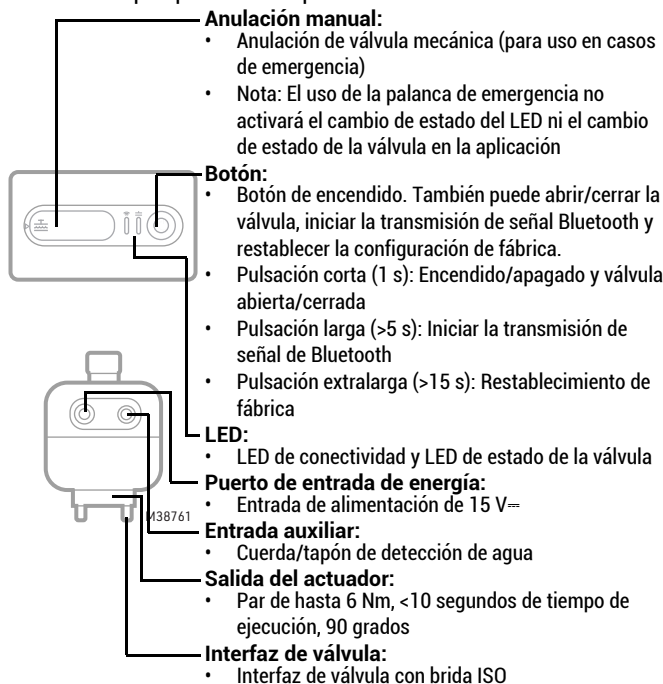 Anulación manual:
• Anulación de válvula mecánica (para uso en casos
de emergencia)
• Nota: El uso de la palanca de emergencia no
activará el cambio de estado del LED ni el cambio
de estado de la válvula en la aplicación
Botón:
• Botón de encendido. También puede abrir/cerrar la
válvula, iniciar la transmisión de señal Bluetooth y
restablecer la configuración de fábrica.
• Pulsación corta (1 s): Encendido/apagado y válvula
abierta/cerrada
• Pulsación larga (>5 s): Iniciar la transmisión de
señal de Bluetooth
• Pulsación extralarga (>15 s): Restablecimiento de
fábrica
LED:
• LED de conectividad y LED de estado de la válvula
Puerto de entrada de energía:
• Entrada de alimentación de 15 V⎓
M38761
Entrada auxiliar:
• Cuerda/tapón de detección de agua
Salida del actuador:
• Par de hasta 6 Nm, <10 segundos de tiempo de
ejecución, 90 grados
Interfaz de válvula:
• Interfaz de válvula con brida ISO